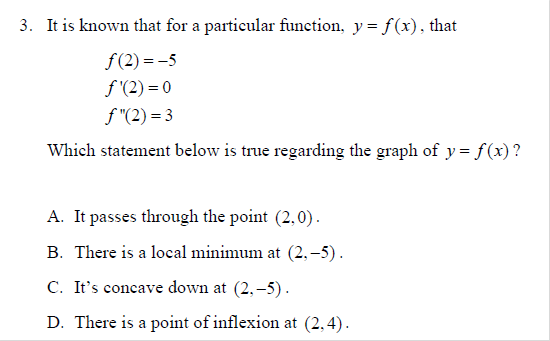 3. It is known that for a particular function, y = f(x), that
f(2) = −5
f '(2) = 0
f "(2) = 3
Which statement below is true regarding the graph of y = f(x)?
A. It passes through the point (2,0).
B. There is a local minimum at (2,−5).
C. It’s concave down at (2,−5).
D. There is a point of inflexion at (2,4).